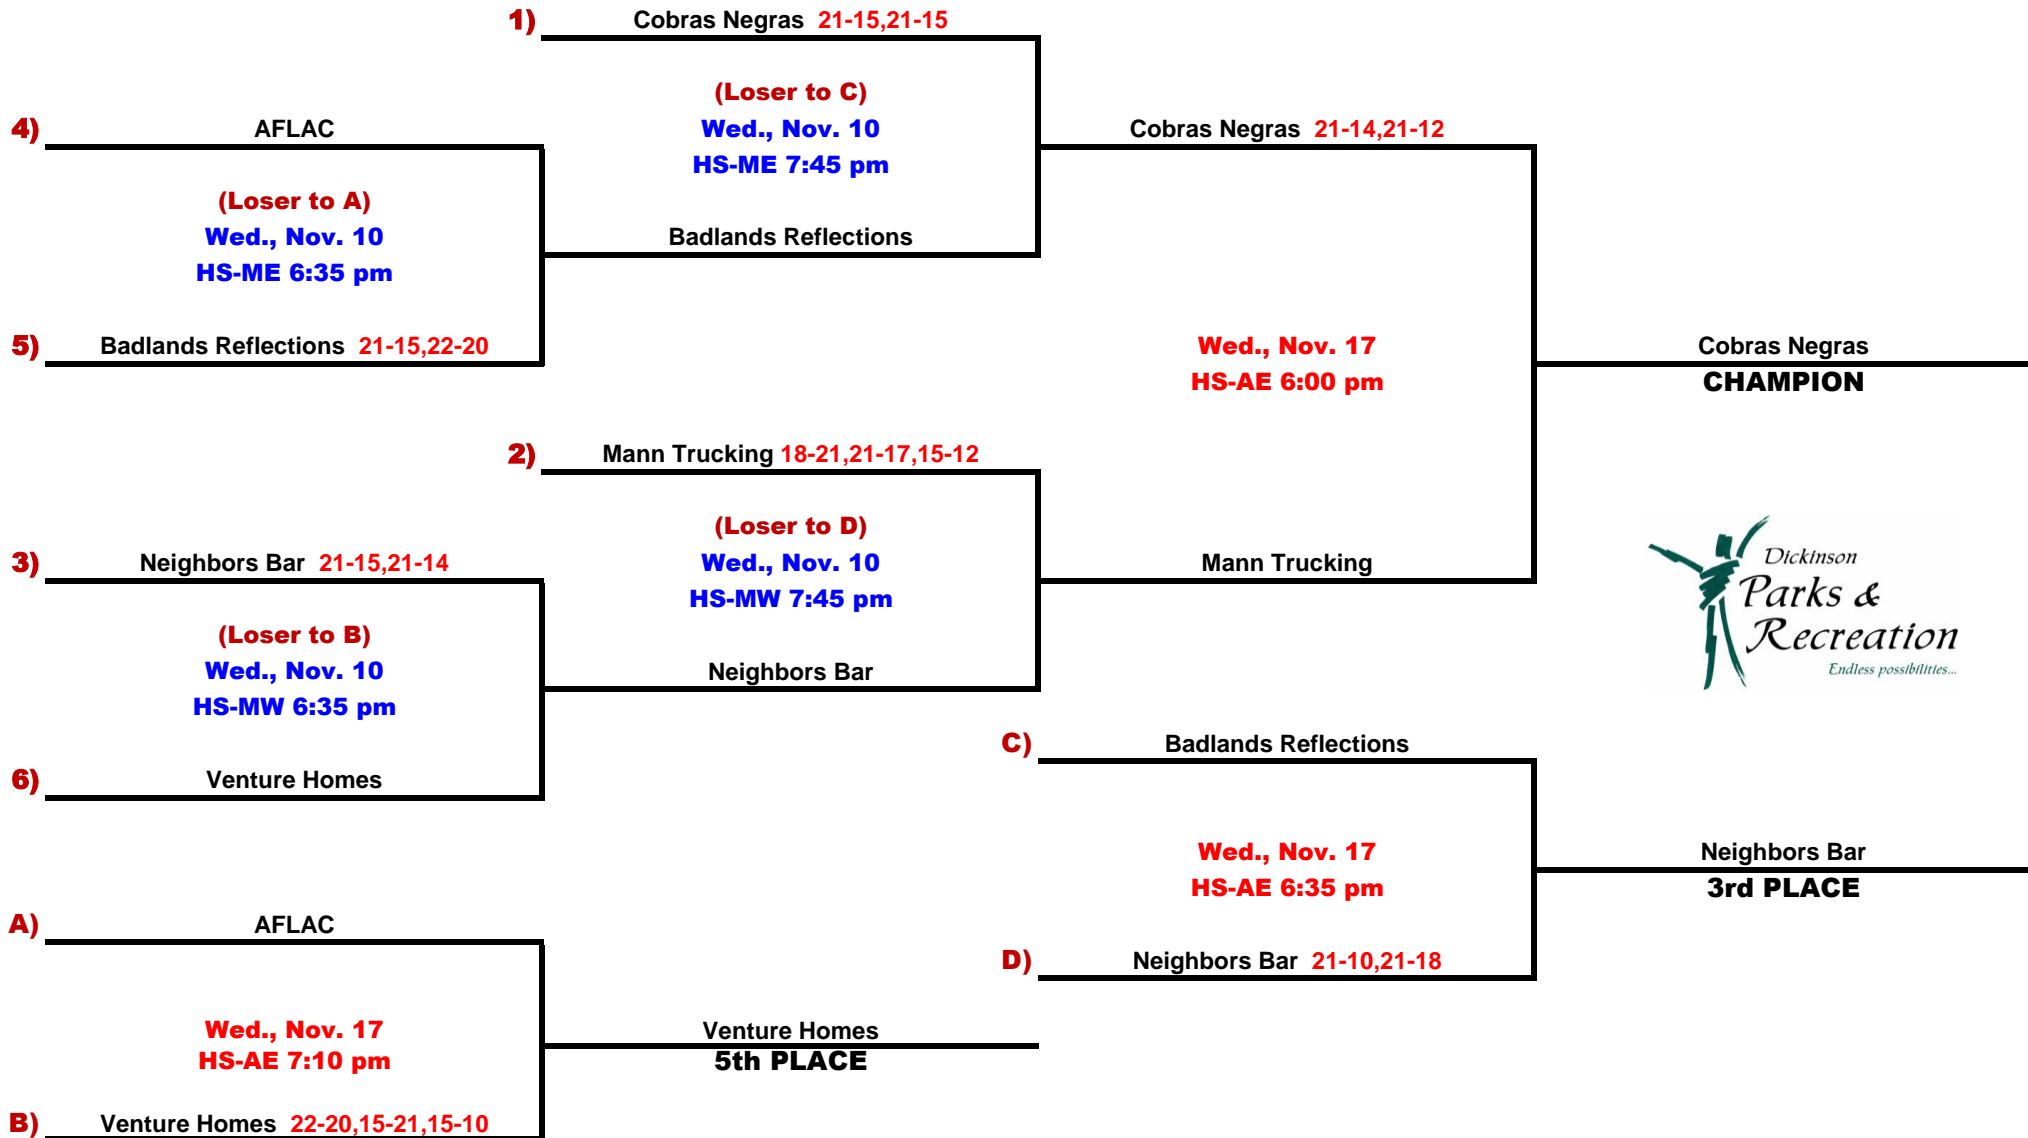 1) Cobras Negras 21-15,21-15
(Loser to C)
4) AFLAC
Wed., Nov. 10
Cobras Negras 21-14,21-12
HS-ME 7:45 pm
(Loser to A)
Wed., Nov. 10
Badlands Reflections
HS-ME 6:35 pm
5) Badlands Reflections 21-15,22-20
Wed., Nov. 17
Cobras Negras
HS-AE 6:00 pm
CHAMPION
2) Mann Trucking 18-21,21-17,15-12
(Loser to D)
3) Neighbors Bar 21-15,21-14
Wed., Nov. 10
Mann Trucking
HS-MW 7:45 pm
Dickinson
Parks &
Recreation
Endless possibilities...
(Loser to B)
Wed., Nov. 10
Neighbors Bar
HS-MW 6:35 pm
C) Badlands Reflections
6) Venture Homes
Wed., Nov. 17
Neighbors Bar
HS-AE 6:35 pm
3rd PLACE
A) AFLAC
D) Neighbors Bar 21-10,21-18
Wed., Nov. 17
Venture Homes
HS-AE 7:10 pm
5th PLACE
B) Venture Homes 22-20,15-21,15-10